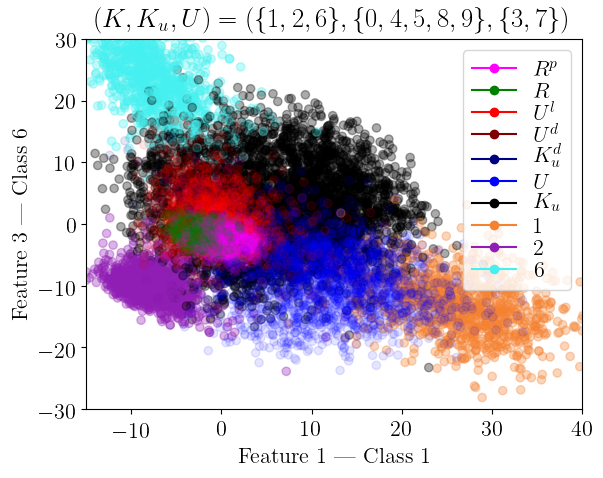 (K, K_u, U) = ({1, 2, 6}, {0, 4, 5, 8, 9}, {3, 7})
30
20
10
0
−10
−20
−30
Feature 3 — Class 6
R^p
R
U^l
U^d
K_u^d
U
K_u
1
2
6
−10
0
10
20
30
40
Feature 1 — Class 1